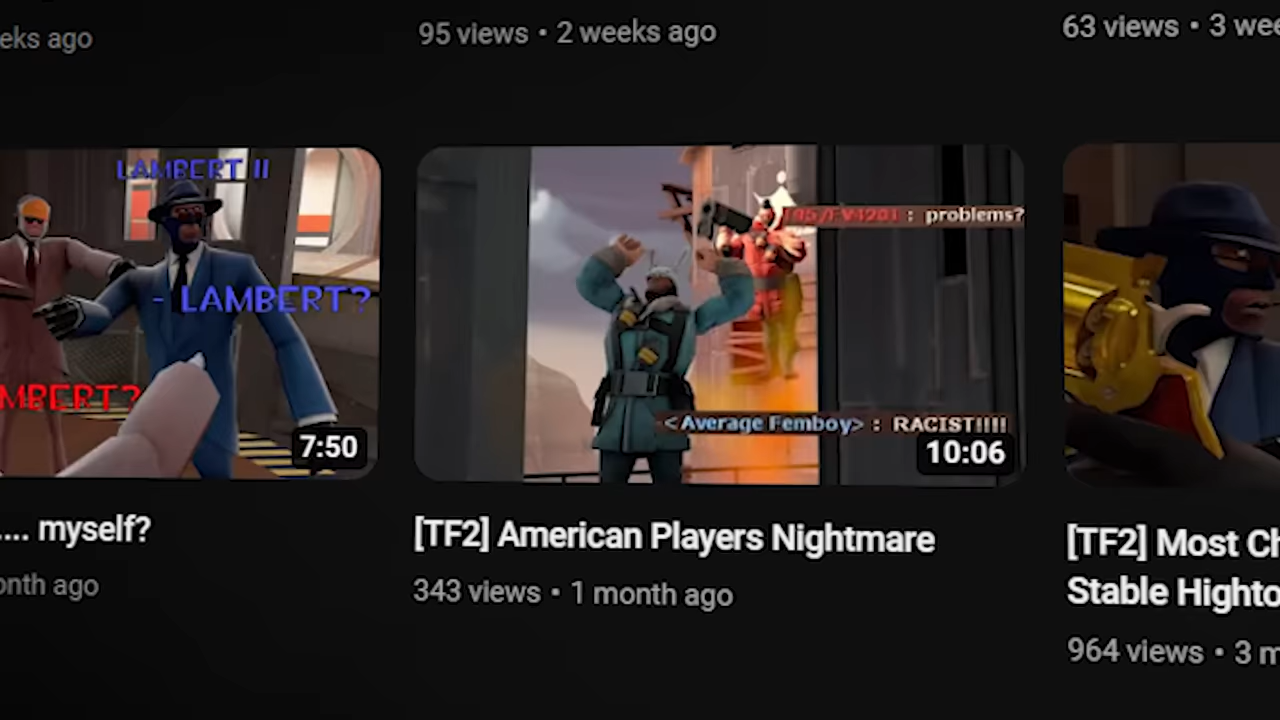 eks ago
95 views • 2 weeks ago
63 views • 3 wee
LAMBERT II
- LAMBERT?
MBERT?
7:50
: problems?
<Average Femboy> : RACIST!!!!
10:06
.... myself?
onth ago
[TF2] American Players Nightmare
343 views • 1 month ago
[TF2] Most Ch
Stable Highto
964 views • 3 m